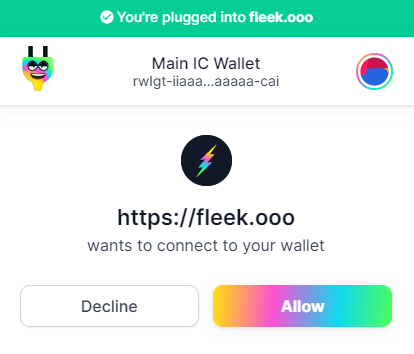 You're plugged into fleek.ooo
Main IC Wallet
rwlgt-iiaaa...aaaaa-cai
https://fleek.ooo
wants to connect to your wallet
Decline
Allow